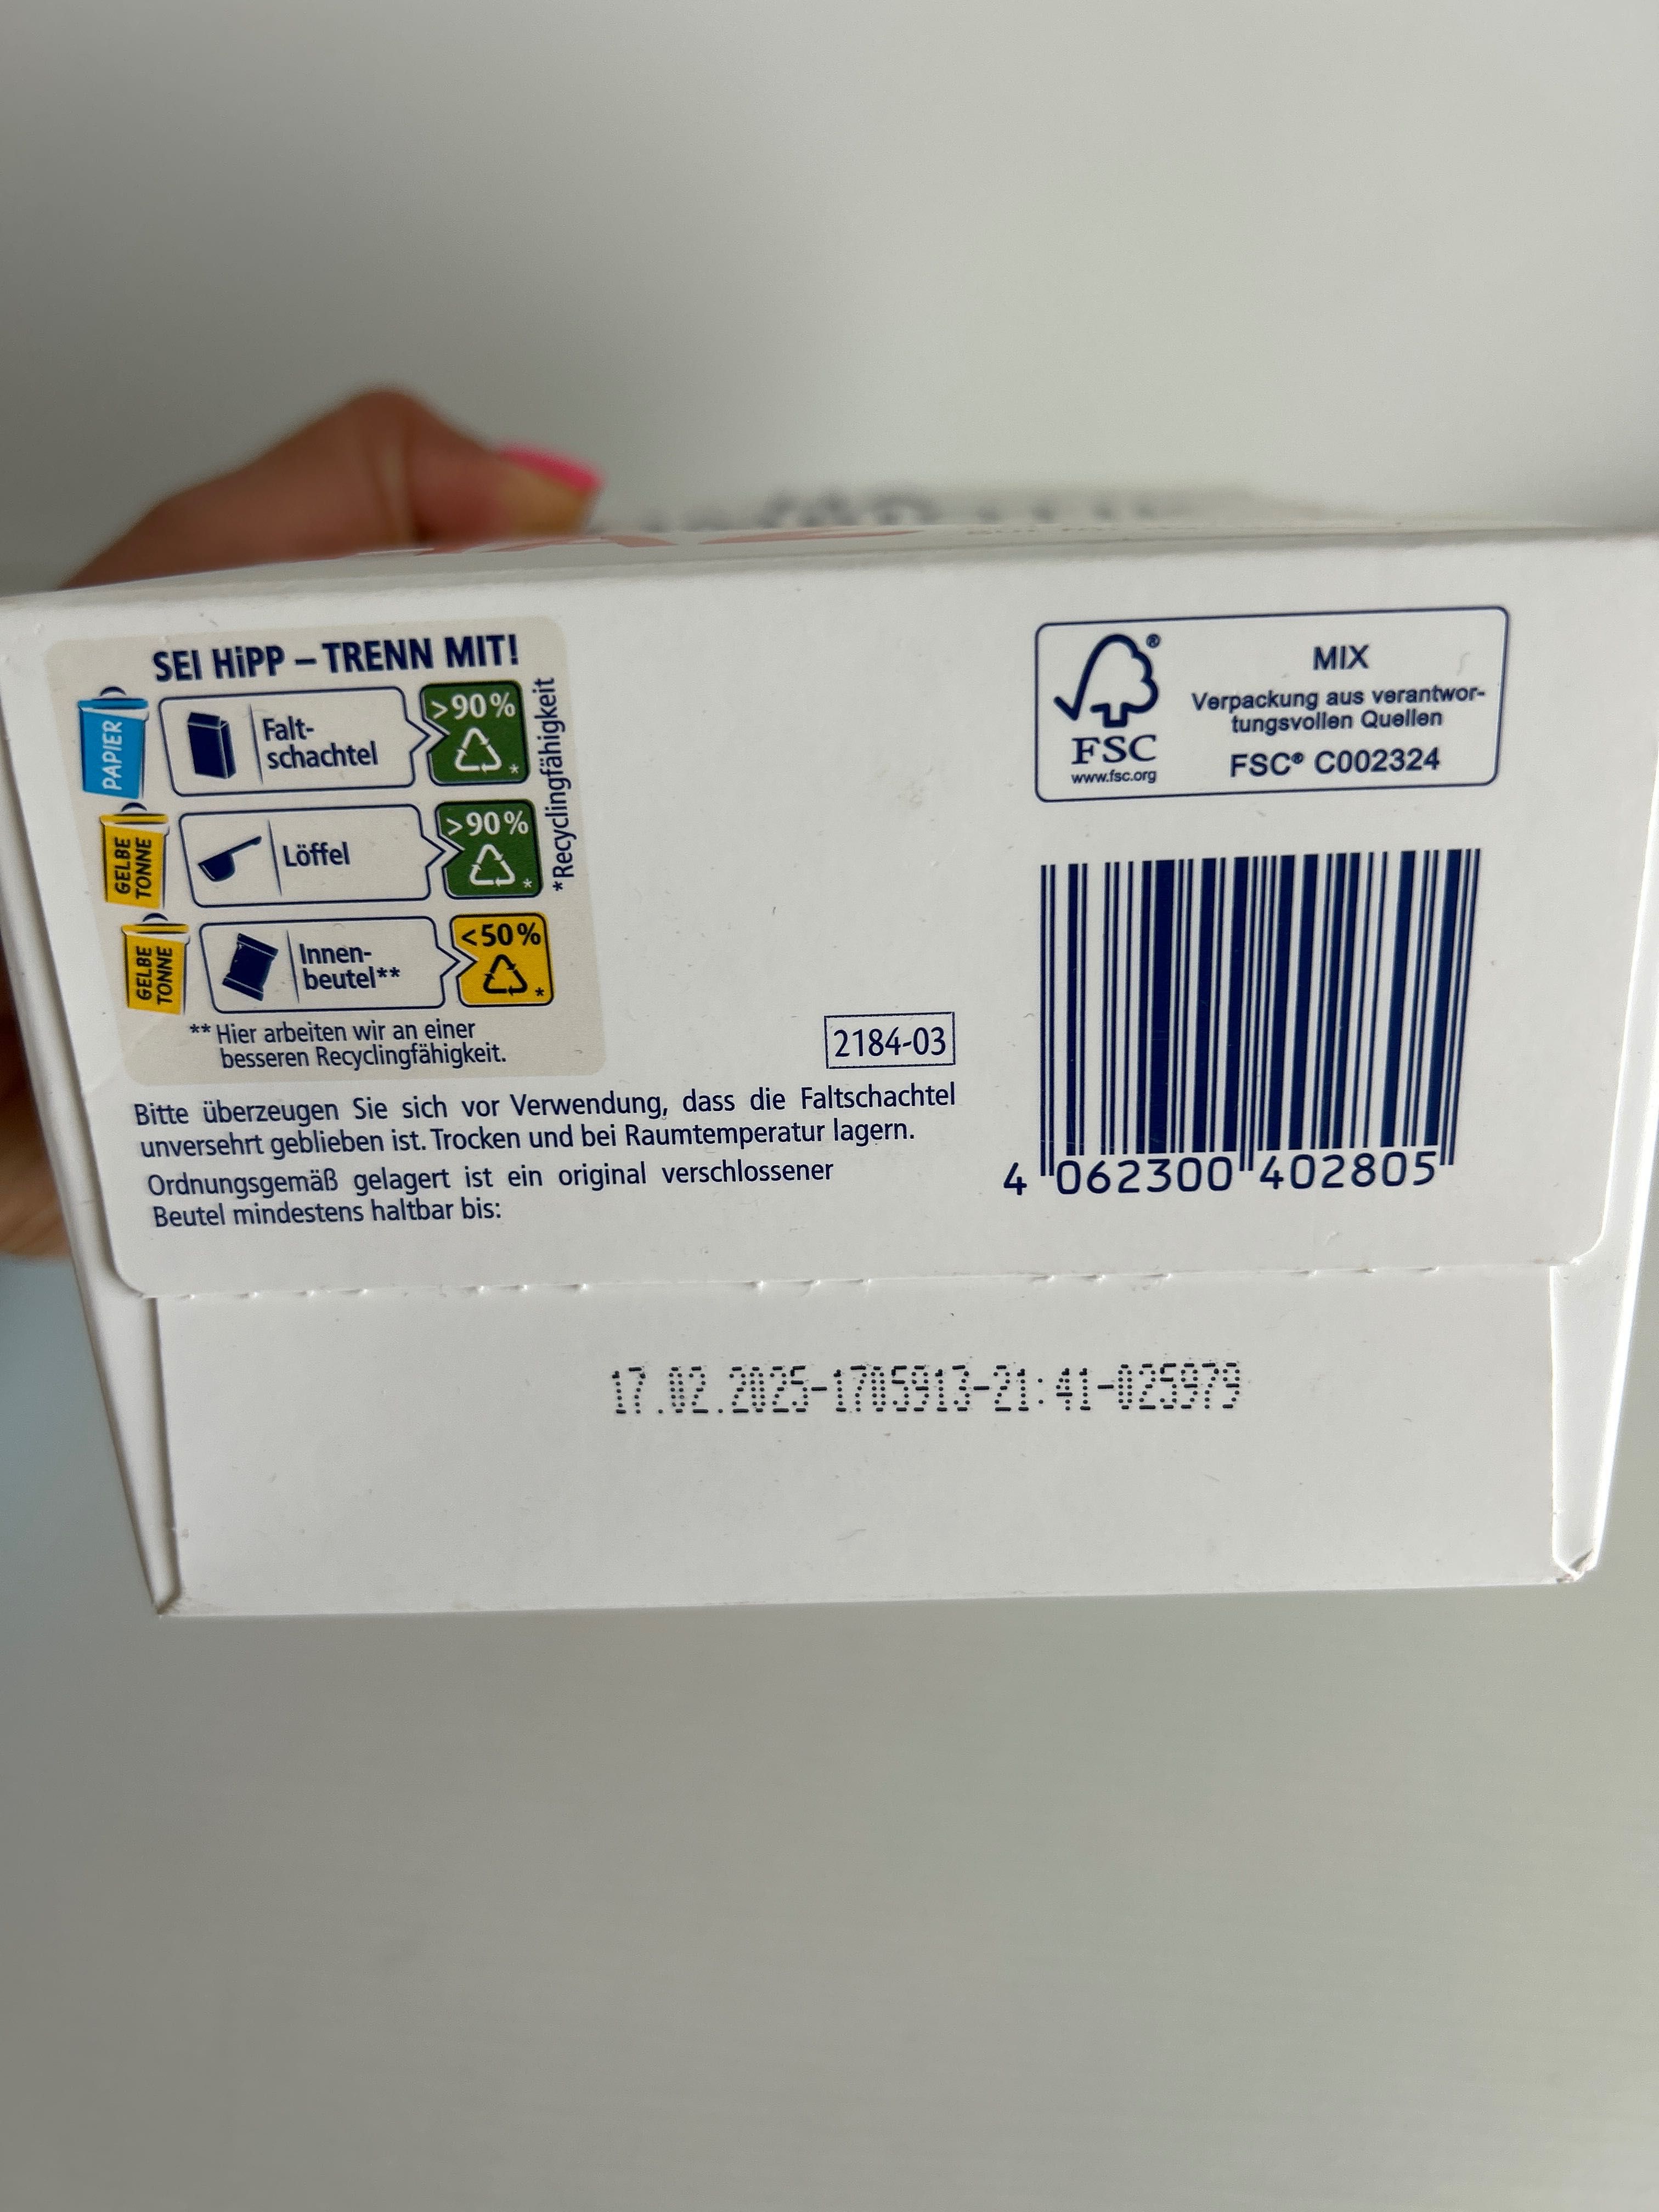 SEI HiPP – TRENN MIT!
PAPIER
Falt-
schachtel
>90%
*
GELBE
TONNE
Löffel
>90%
*
GELBE
TONNE
Innen-
beutel**
<50%
*
*Recyclingfähigkeit
** Hier arbeiten wir an einer
besseren Recyclingfähigkeit.
2184-03
Bitte überzeugen Sie sich vor Verwendung, dass die Faltschachtel
unversehrt geblieben ist. Trocken und bei Raumtemperatur lagern.
Ordnungsgemäß gelagert ist ein original verschlossener
Beutel mindestens haltbar bis:
®
FSC
www.fsc.org
MIX
Verpackung aus verantwor-
tungsvollen Quellen
FSC® C002324
4 062300 402805
17.02.2025-1705913-21:41-025979